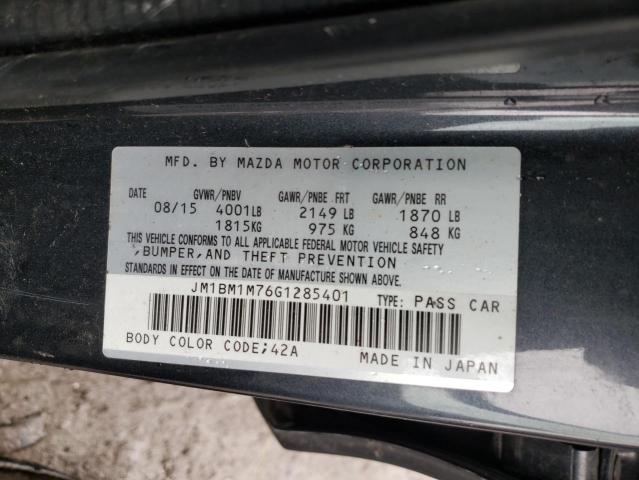 MFD. BY MAZDA MOTOR CORPORATION
DATE GVWR/PNBV GAWR/PNBE FRT GAWR/PNBE RR
08/15 4001LB 2149 LB 1870 LB
1815KG 975 KG 848 KG
THIS VEHICLE CONFORMS TO ALL APPLICABLE FEDERAL MOTOR VEHICLE SAFETY
,BUMPER,AND THEFT PREVENTION
STANDARDS IN EFFECT ON THE DATE OF MANUFACTURE SHOWN ABOVE.
JM1BM1M76G1285401 TYPE: PASS CAR
BODY COLOR CODE;42A MADE IN JAPAN